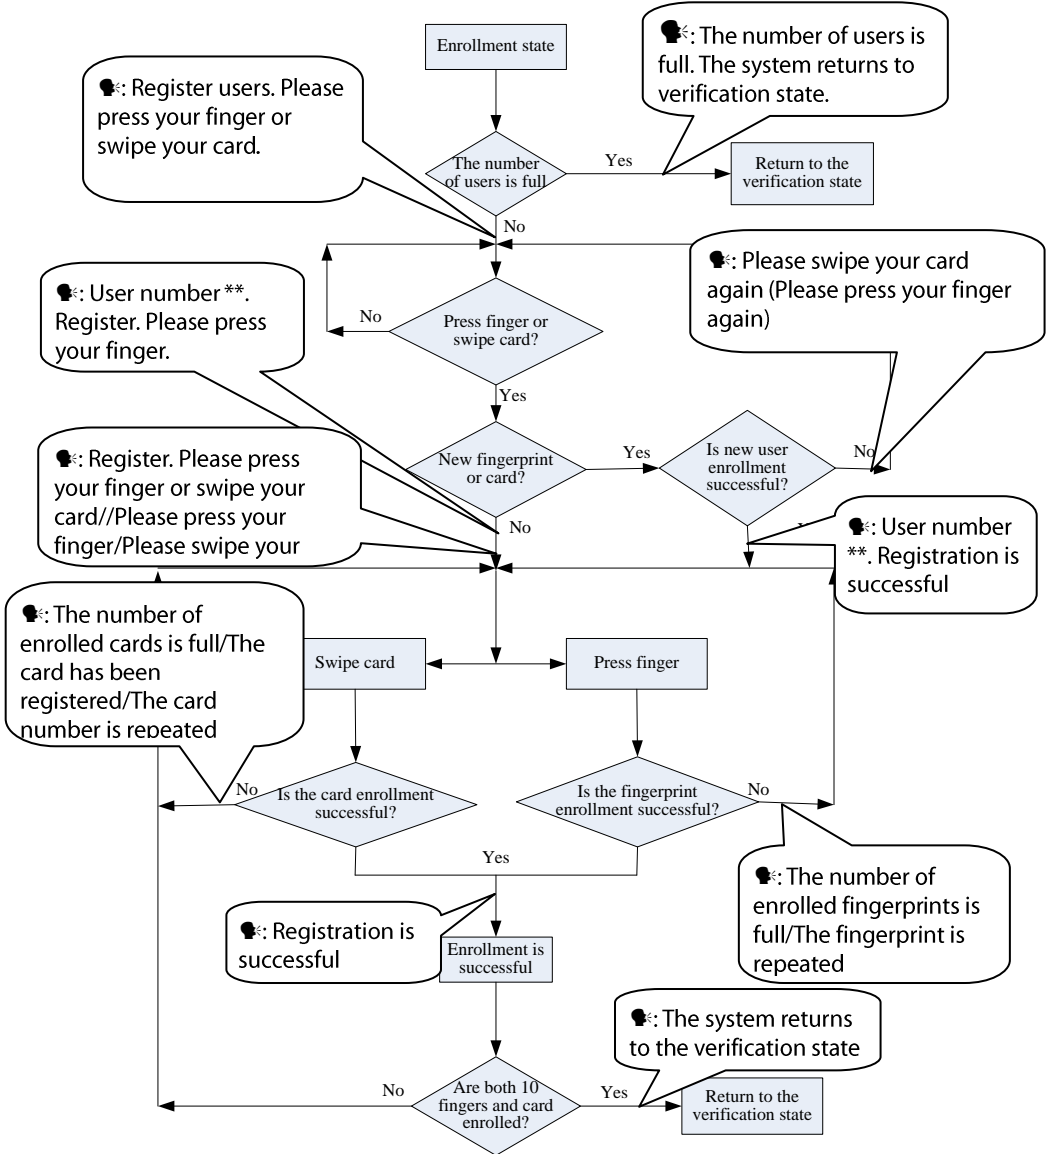 Enrollment state
🗣: The number of users is
full. The system returns to
verification state.
🗣: Register users. Please
press your finger or
swipe your card.
The number
of users is full
Yes
Return to the
verification state
No
🗣: Please swipe your card
again (Please press your finger
again)
🗣: User number **.
Register. Please press
your finger.
No
Press finger or
swipe card?
Yes
New fingerprint
or card?
Yes
Is new user
enrollment
successful?
No
🗣: Register. Please press
your finger or swipe your
card//Please press your
finger/Please swipe your
No
🗣: User number
**. Registration is
successful
🗣: The number of
enrolled cards is full/The
card has been
registered/The card
number is repeated
Swipe card
Press finger
No
Is the card enrollment
successful?
Is the fingerprint
enrollment successful?
No
Yes
🗣: The number of
enrolled fingerprints is
full/The fingerprint is
repeated
🗣: Registration is
successful
Enrollment is
successful
🗣: The system returns
to the verification state
No
Are both 10
fingers and card
enrolled?
Yes
Return to the
verification state